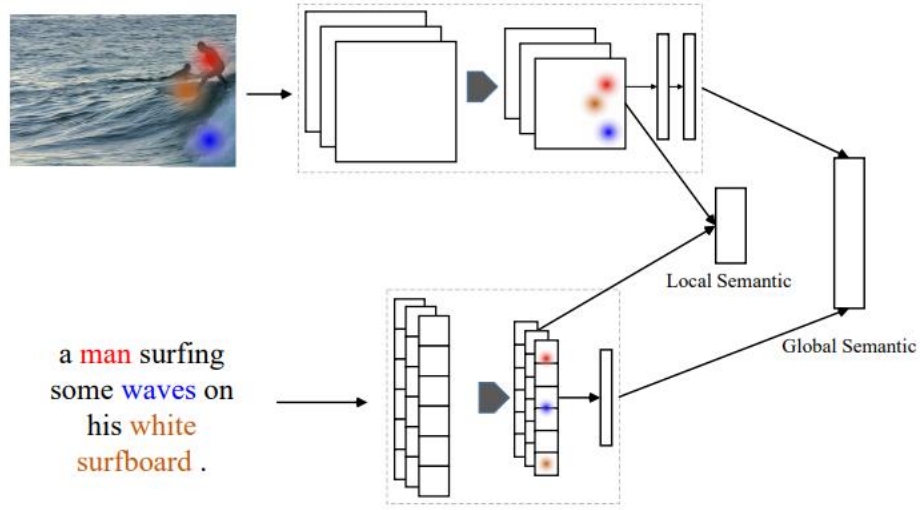 Local Semantic
Global Semantic
a man surfing
some waves on
his white
surfboard .